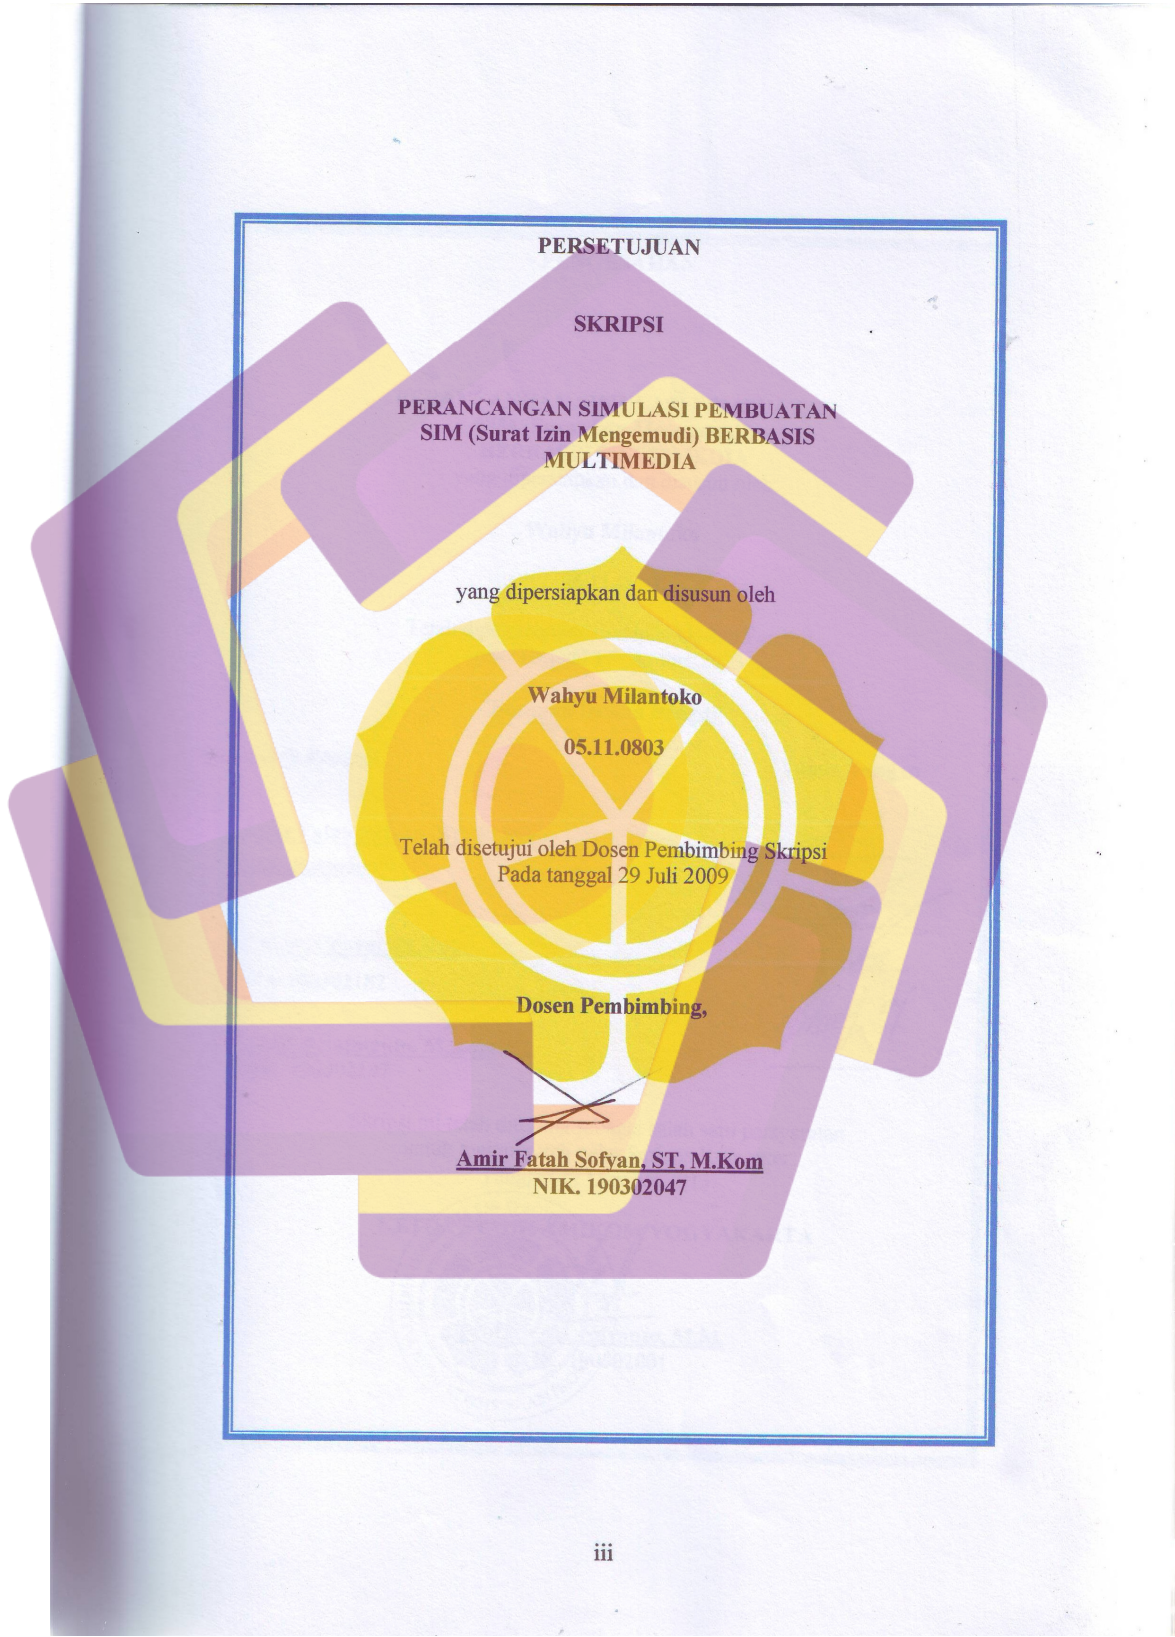 PERSETUJUAN
SKRIPSI
PERANCANGAN SIMULASI PEMBUATAN
SIM (Surat Izin Mengemudi) BERBASIS
MULTIMEDIA
yang dipersiapkan dan disusun oleh
Wahyu Milantoko
05.11.0803
Telah disetujui oleh Dosen Pembimbing Skripsi
Pada tanggal 29 Juli 2009
Dosen Pembimbing,
Amir Fatah Sofyan, ST, M.Kom
NIK. 190302047
iii